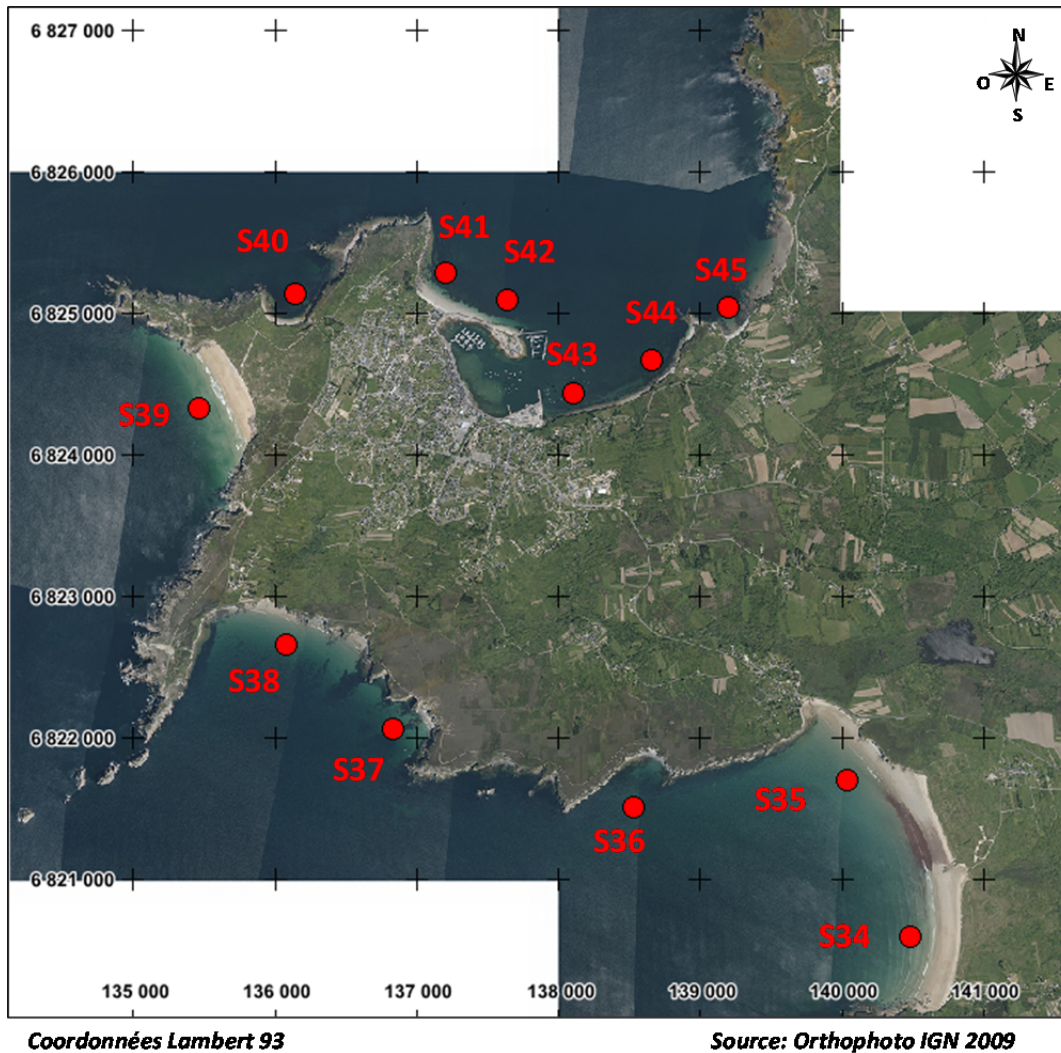 6 827 000
N
O E
S
6 826 000
S40
S41
S42
S45
6 825 000
S44
S43
S39
6 824 000
6 823 000
S38
6 822 000
S37
S35
S36
6 821 000
S34
135 000 136 000 137 000 138 000 139 000 140 000 141 000
Coordonnées Lambert 93 Source: Orthophoto IGN 2009